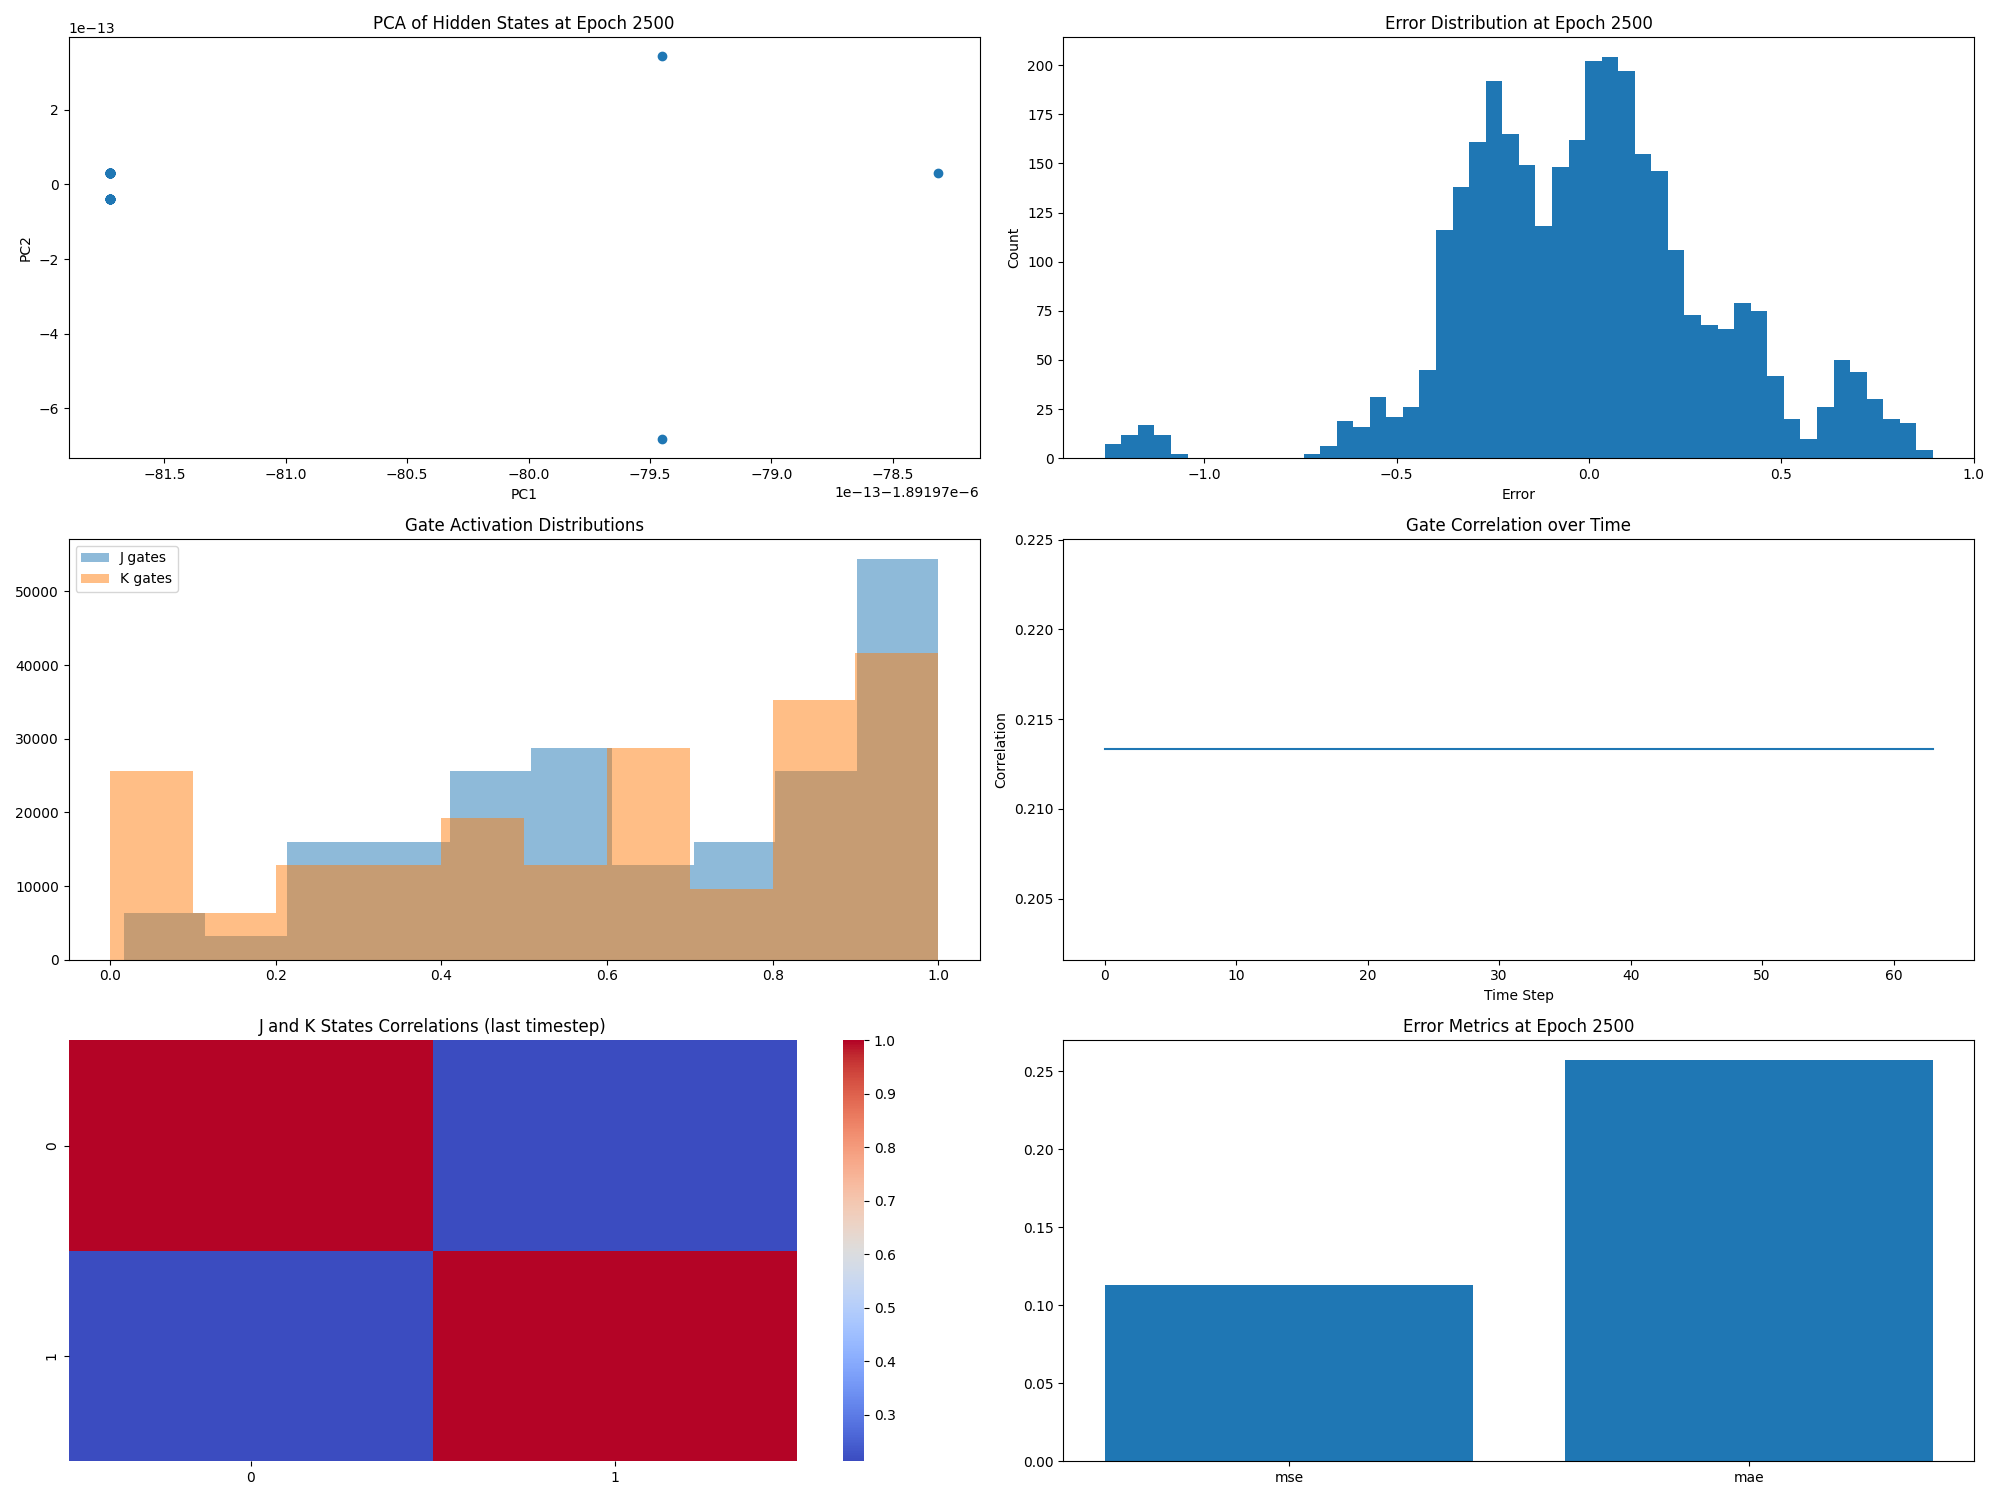 PCA of Hidden States at Epoch 2500
1e−13
2
0
−2
−4
−6
PC2
−81.5 −81.0 −80.5 −80.0 −79.5 −79.0 −78.5
PC1
1e−13−1.89197e−6
Error Distribution at Epoch 2500
200
175
150
125
100
75
50
25
0
Count
−1.0 −0.5 0.0 0.5 1.0
Error
Gate Activation Distributions
J gates
K gates
50000
40000
30000
20000
10000
0
0.0 0.2 0.4 0.6 0.8 1.0
Gate Correlation over Time
0.225
0.220
0.215
0.210
0.205
Correlation
0 10 20 30 40 50 60
Time Step
J and K States Correlations (last timestep)
0
1
0 1
1.0
0.9
0.8
0.7
0.6
0.5
0.4
0.3
Error Metrics at Epoch 2500
0.25
0.20
0.15
0.10
0.05
0.00
mse mae